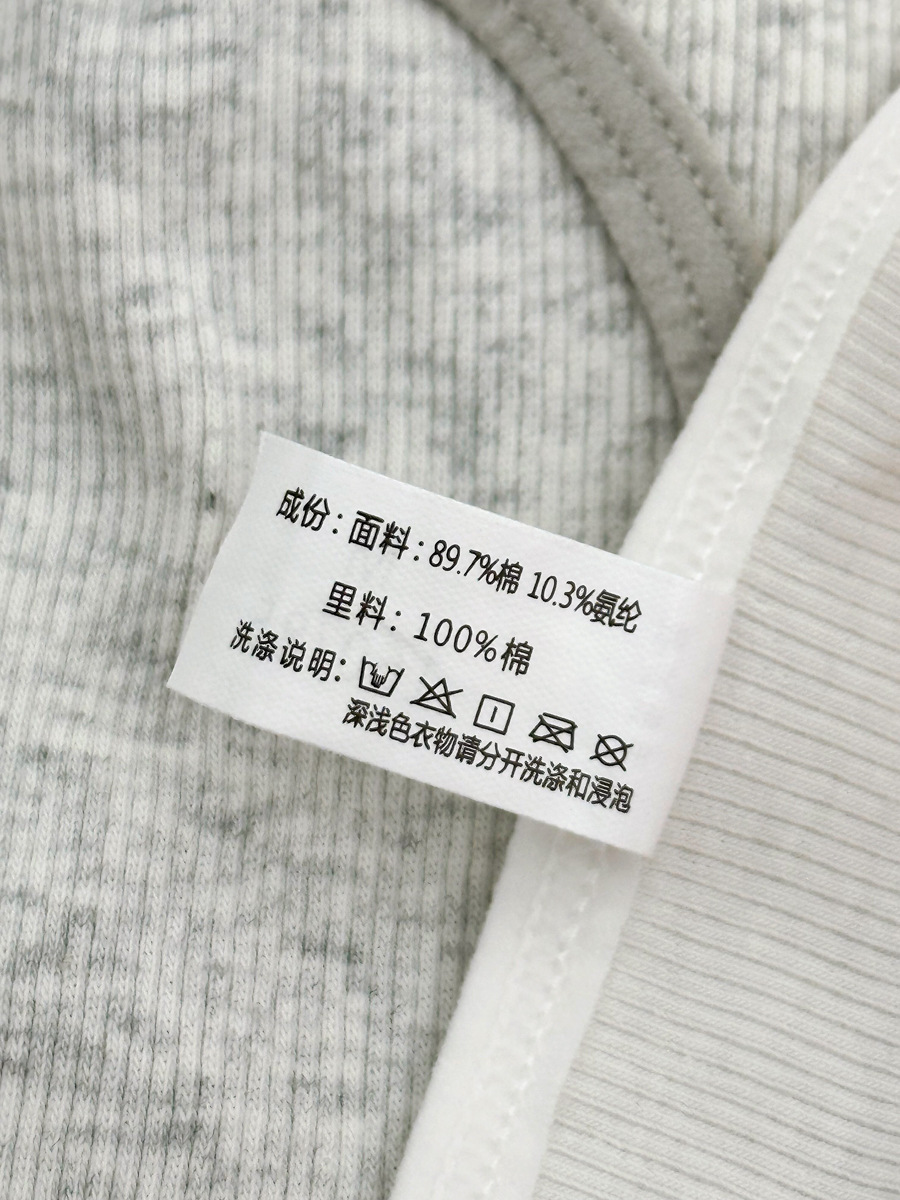 成份：面料：89.7%棉 10.3%氨纶
里料：100%棉
洗涤说明：
深浅色衣物请分开洗涤和浸泡